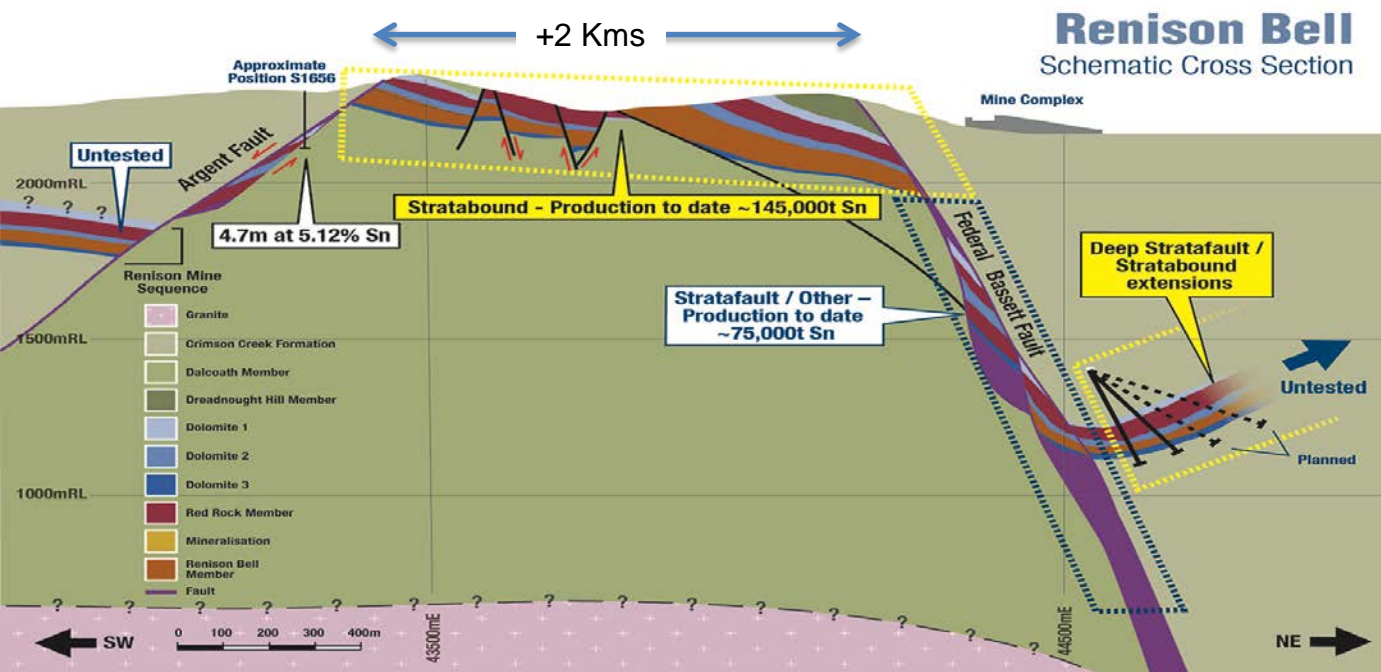 +2 Kms
Renison Bell
Schematic Cross Section
Approximate
Position S1656
Mine Complex
Argent Fault
Untested
2000mRL
? ? ?
Stratabound - Production to date ~145,000t Sn
4.7m at 5.12% Sn
Federal Bassett Fault
Deep Stratafault /
Stratabound
extensions
Stratafault / Other –
Production to date
~75,000t Sn
Renison Mine
Sequence
Granite
1500mRL
Crimson Creek Formation
Dalcoath Member
Dreadnought Hill Member
Untested
Dolomite 1
Dolomite 2
Planned
Dolomite 3
1000mRL
Red Rock Member
Mineralisation
Renison Bell
Member
Fault
? ? ? ? ? ? ? ? ? ? ? ?
SW
0 100 200 300 400m
43500mE
44500mE
NE